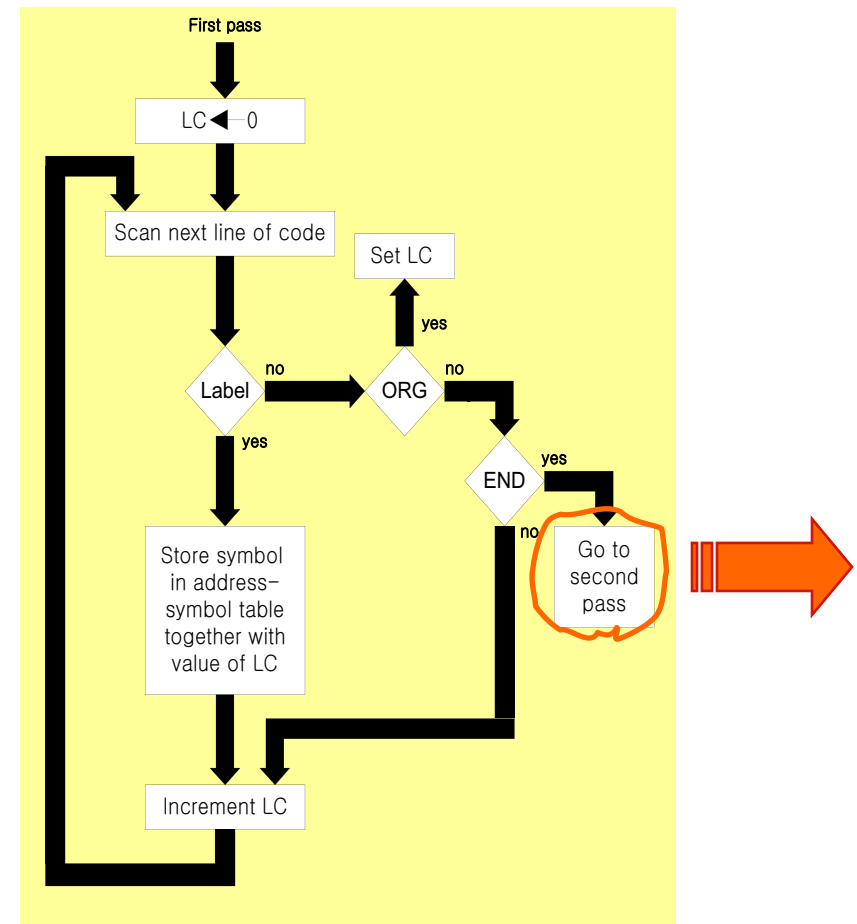 First pass
LC◀─0
Scan next line of code
Set LC
yes
Label
no
ORG
no
yes
END
yes
no
Store symbol
in address-
symbol table
together with
value of LC
Go to
second
pass
Increment LC